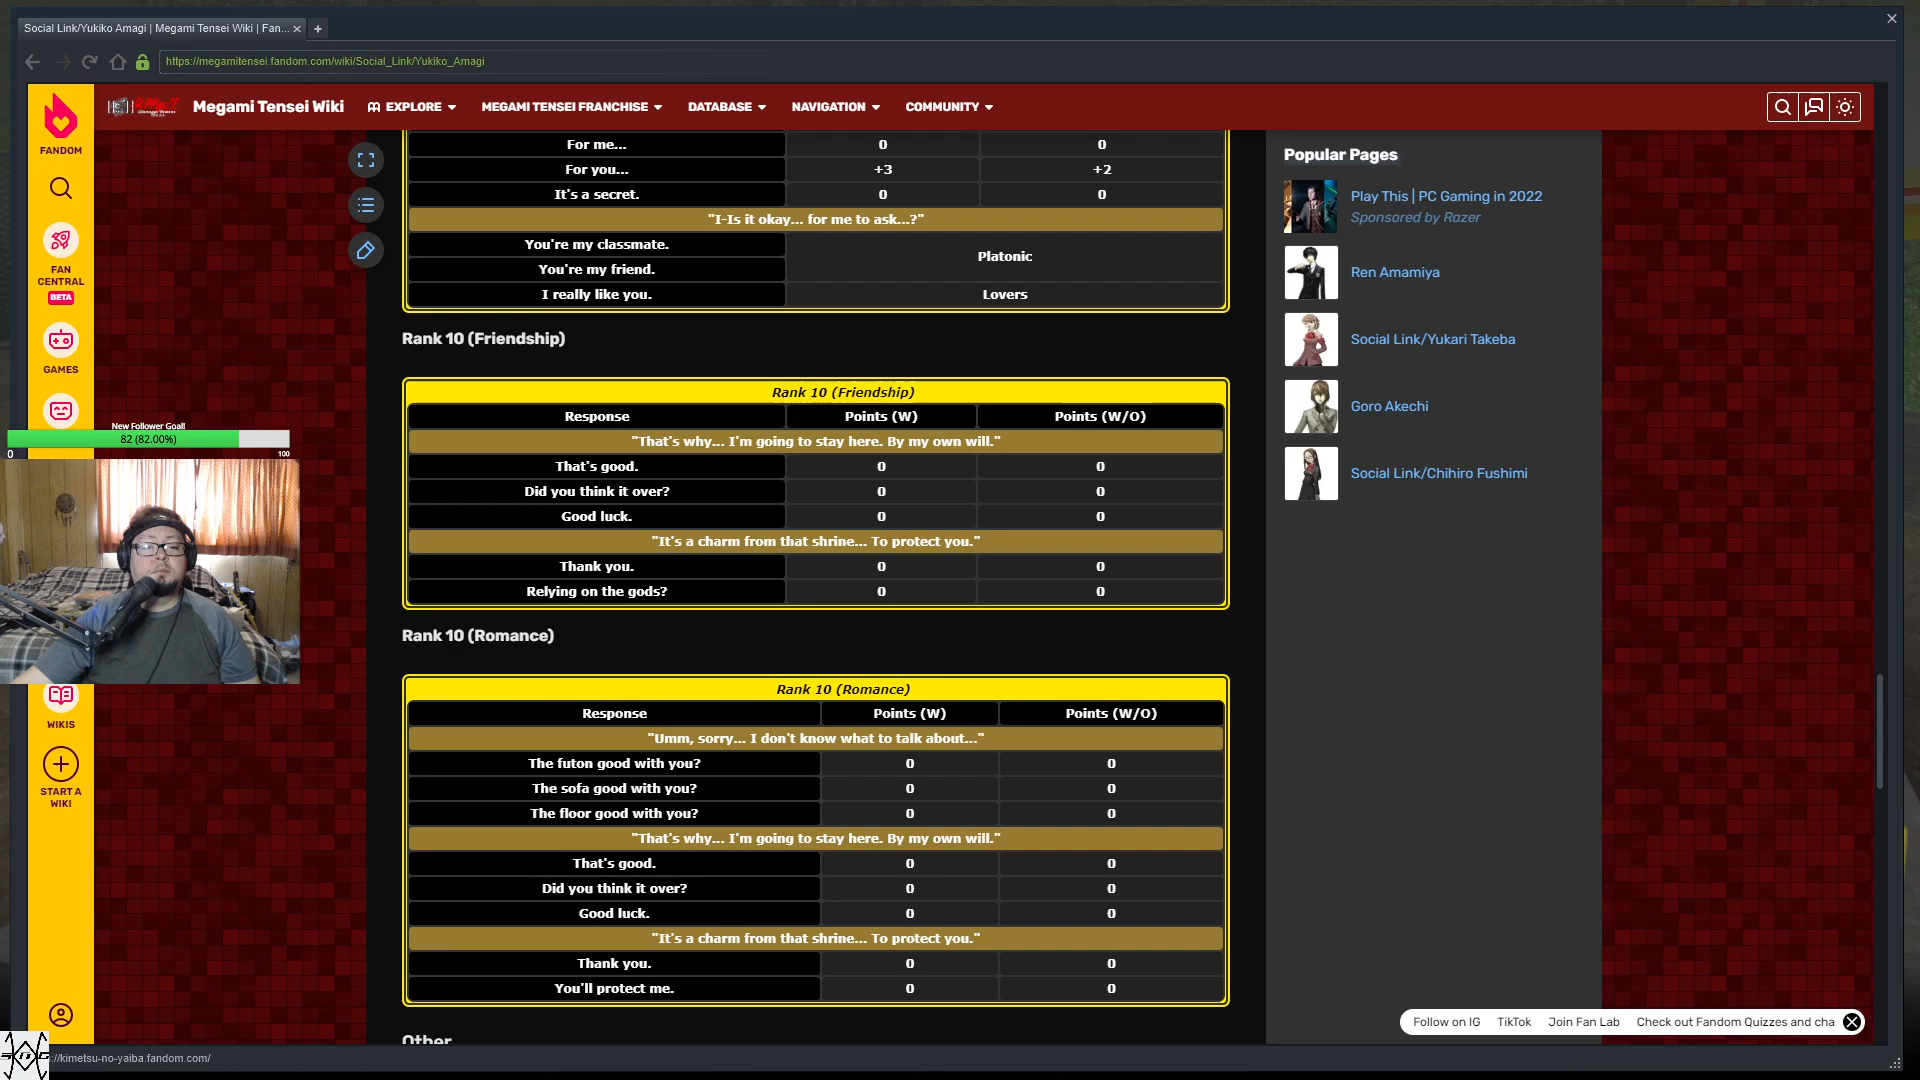 Social Link/Yukiko Amagi | Megami Tensei Wiki | Fan...
https://megamitensei.fandom.com/wiki/Social_Link/Yukiko_Amagi
Megami Tensei Wiki
EXPLORE
MEGAMI TENSEI FRANCHISE
DATABASE
NAVIGATION
COMMUNITY
FANDOM
FAN CENTRAL
BETA
GAMES
WIKIS
START A WIKI
New Follower Goal!
82 (82.00%)
0 100
For me... 0 0
For you... +3 +2
It's a secret. 0 0
"I-Is it okay... for me to ask...?"
You're my classmate.
Platonic
You're my friend.
I really like you. Lovers
Rank 10 (Friendship)
Rank 10 (Friendship)
Response Points (W) Points (W/O)
"That's why... I'm going to stay here. By my own will."
That's good. 0 0
Did you think it over? 0 0
Good luck. 0 0
"It's a charm from that shrine... To protect you."
Thank you. 0 0
Relying on the gods? 0 0
Rank 10 (Romance)
Rank 10 (Romance)
Response Points (W) Points (W/O)
"Umm, sorry... I don't know what to talk about..."
The futon good with you? 0 0
The sofa good with you? 0 0
The floor good with you? 0 0
"That's why... I'm going to stay here. By my own will."
That's good. 0 0
Did you think it over? 0 0
Good luck. 0 0
"It's a charm from that shrine... To protect you."
Thank you. 0 0
You'll protect me. 0 0
Other
Popular Pages
Play This | PC Gaming in 2022
Sponsored by Razer
Ren Amamiya
Social Link/Yukari Takeba
Goro Akechi
Social Link/Chihiro Fushimi
Follow on IG TikTok Join Fan Lab Check out Fandom Quizzes and cha
://kimetsu-no-yaiba.fandom.com/